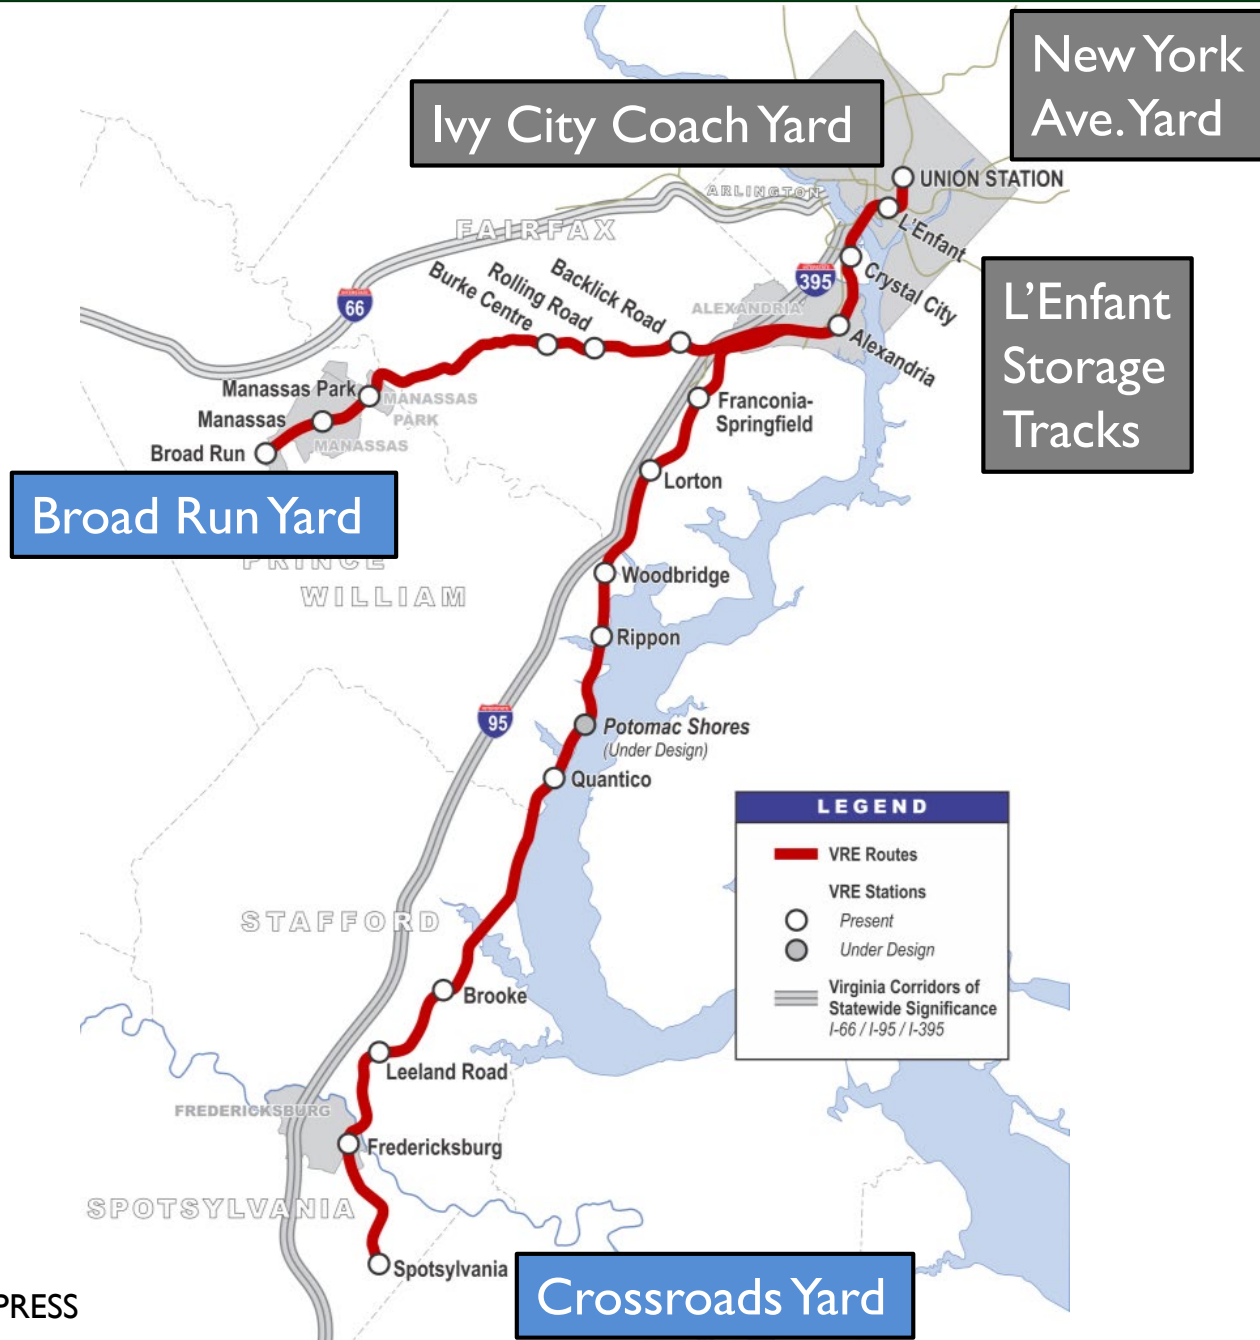 New York
Ave. Yard
Ivy City Coach Yard
UNION STATION
ARLINGTON
L'Enfant
FAIRFAX
Crystal City
395
66
Backlick Road
Rolling Road
Burke Centre
ALEXANDRIA
Alexandria
L'Enfant
Storage
Tracks
Manassas Park
MANASSAS
PARK
Franconia-
Springfield
Manassas
MANASSAS
Broad Run
Lorton
Broad Run Yard
PRINCE
WILLIAM
Woodbridge
Rippon
95
Potomac Shores
(Under Design)
Quantico
LEGEND
VRE Routes
VRE Stations
Present
Under Design
Virginia Corridors of
Statewide Significance
I-66 / I-95 / I-395
STAFFORD
Brooke
Leeland Road
FREDERICKSBURG
Fredericksburg
SPOTSYLVANIA
Spotsylvania
Crossroads Yard
PRESS